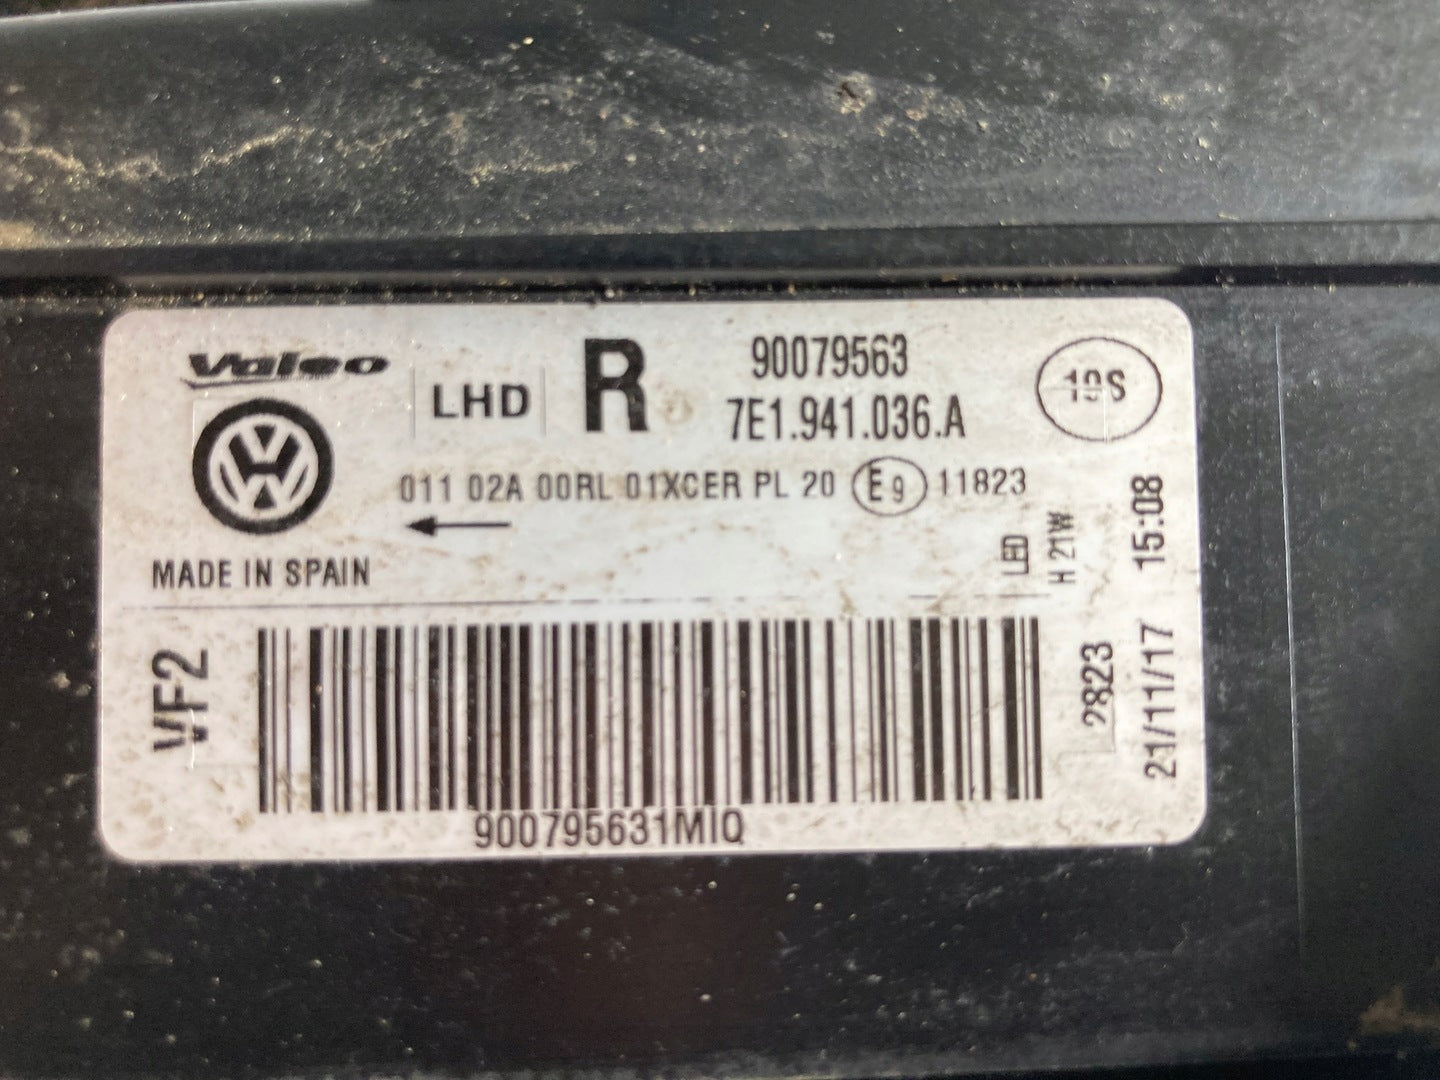 Valeo
LHD
R
90079563
7E1.941.036.A
19S
011 02A 00RL 01XCER PL 20 E9 11823
MADE IN SPAIN
LED
H 21W
15:08
VF2
2823
21/11/17
900795631MIQ